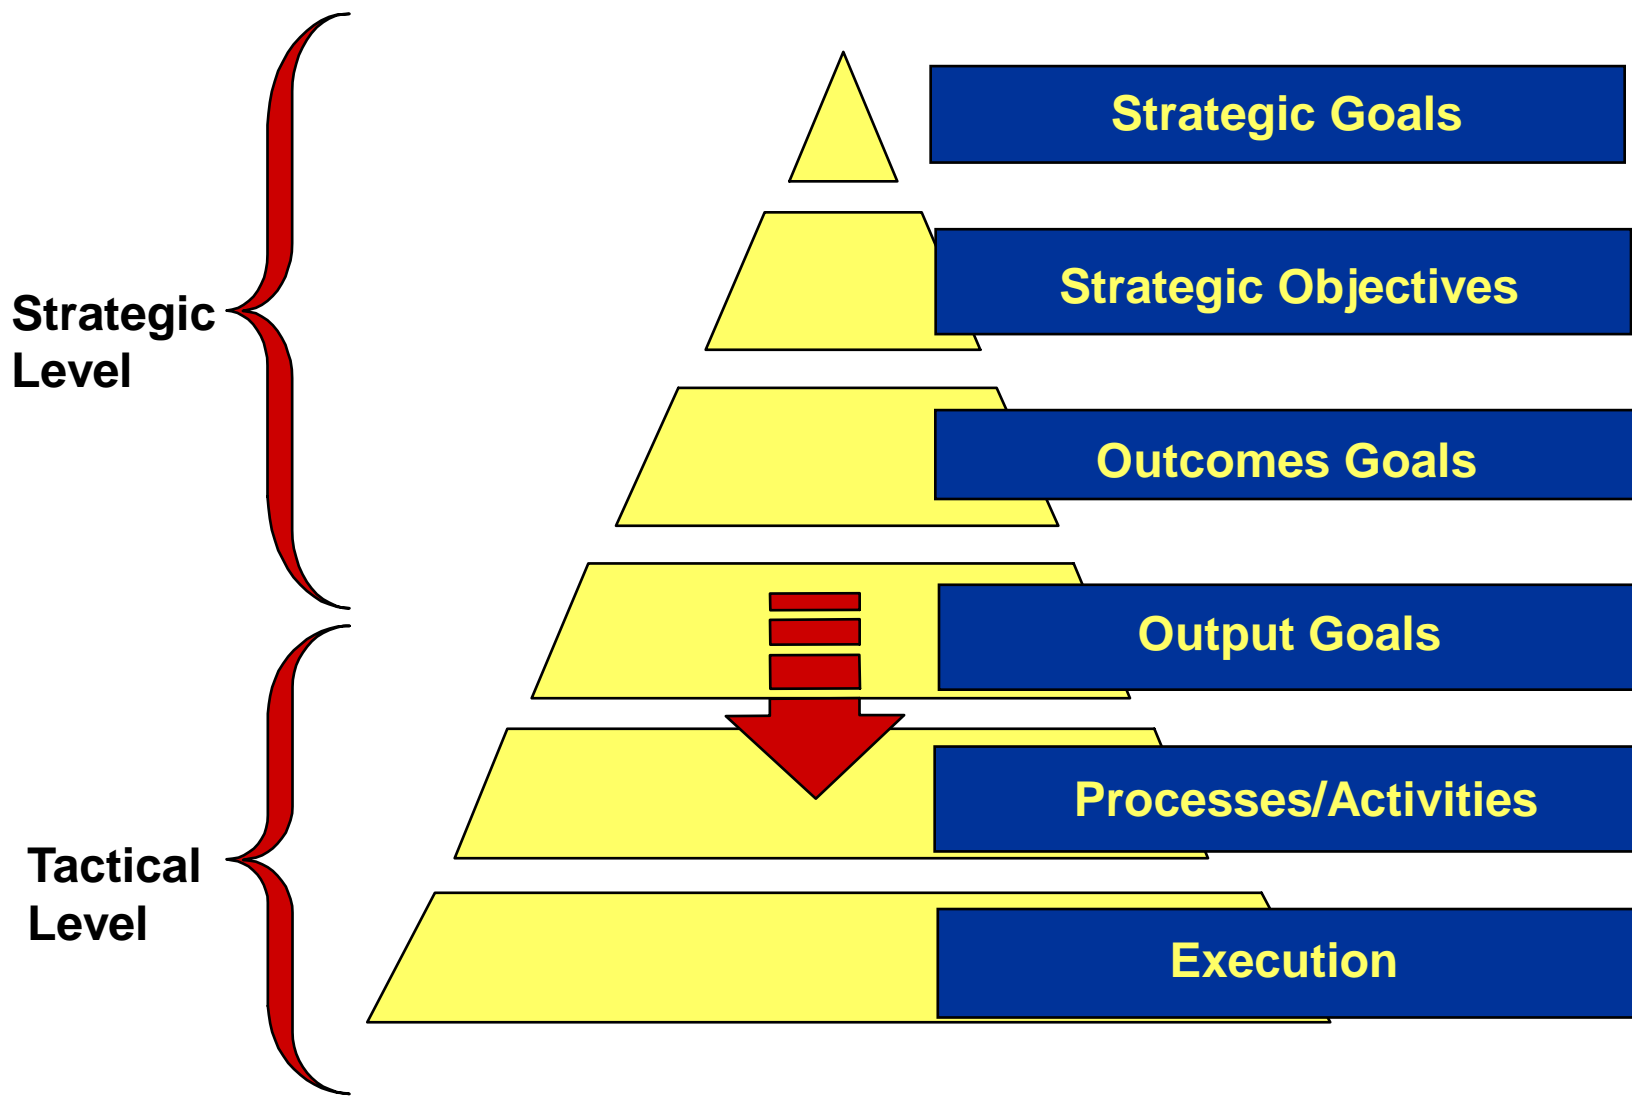 Strategic Goals
Strategic Objectives
Strategic
Level
Outcomes Goals
Output Goals
Processes/Activities
Tactical
Level
Execution